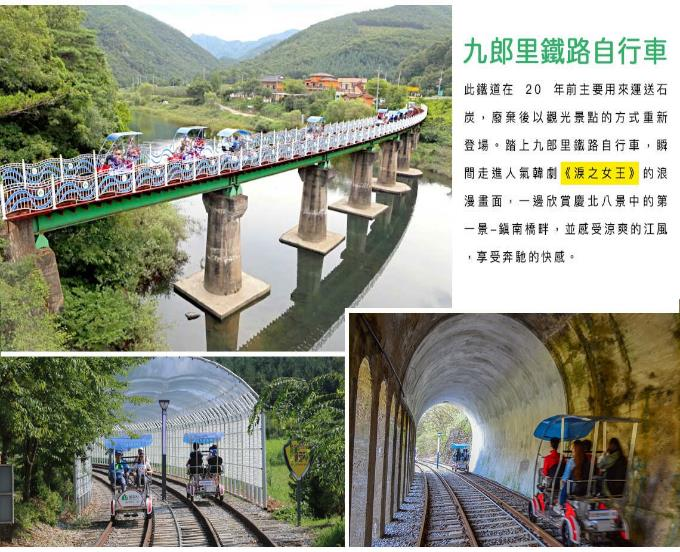 九郎里鐵路自行車
此鐵道在 20 年前主要用來運送石
炭，廢棄後以觀光景點的方式重新
登場。踏上九郎里鐵路自行車，瞬
間走進人氣韓劇《淚之女王》的浪
漫畫面，一邊欣賞慶北八景中的第
一景-鎮南橋畔，並感受涼爽的江風
，享受奔馳的快感。